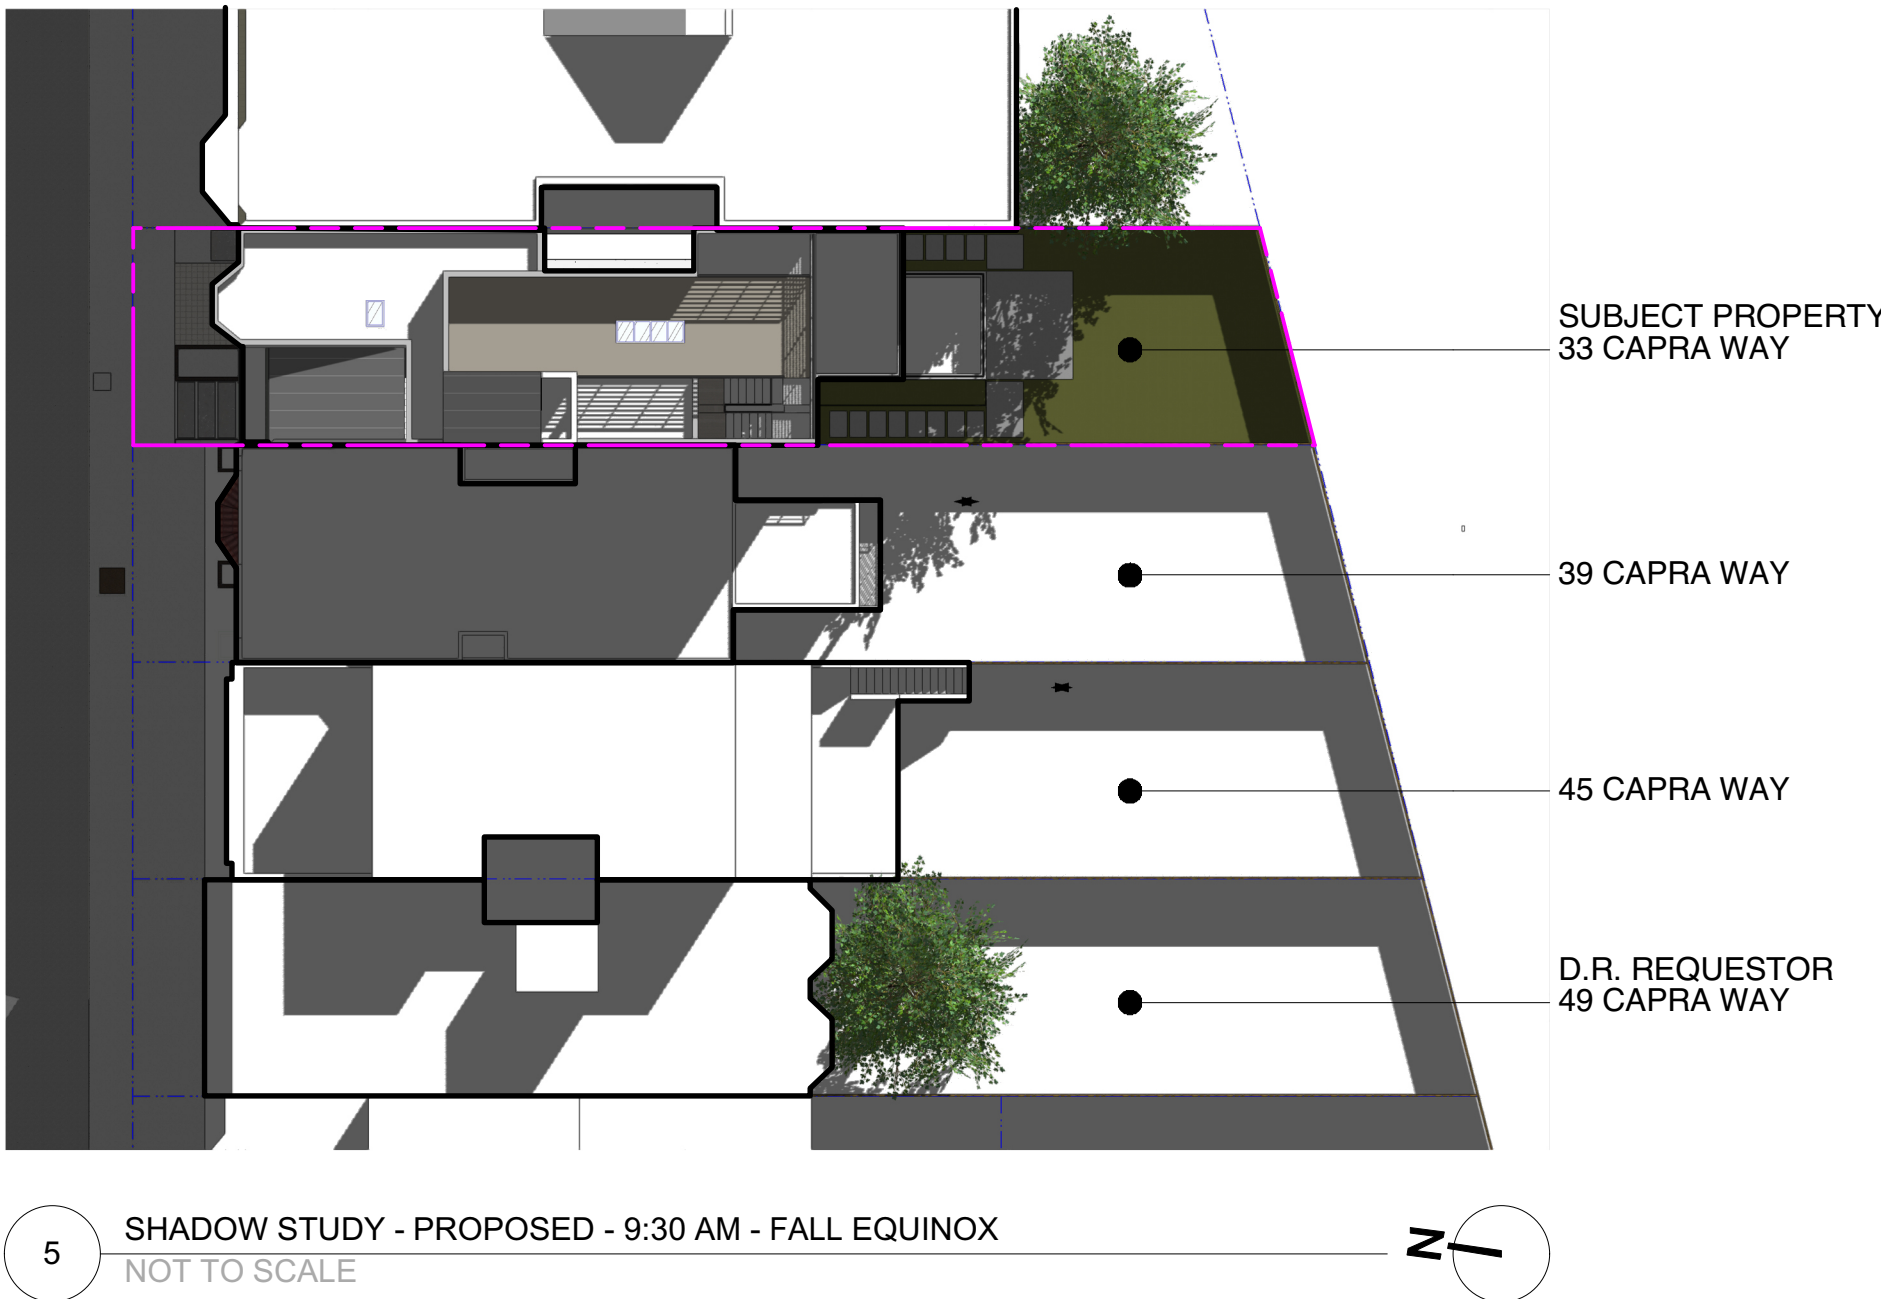 SUBJECT PROPERTY
33 CAPRA WAY
39 CAPRA WAY
45 CAPRA WAY
D.R. REQUESTOR
49 CAPRA WAY
5
SHADOW STUDY - PROPOSED - 9:30 AM - FALL EQUINOX
NOT TO SCALE
N